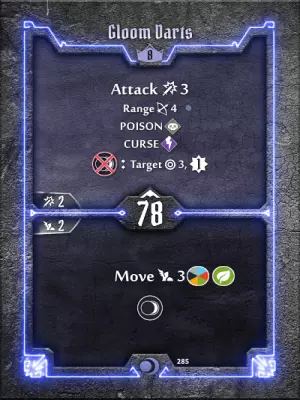 Gloom Darts
8
Attack 3
Range 4
POISON
CURSE
: Target 3, 1
2
78
2
Move 3
285